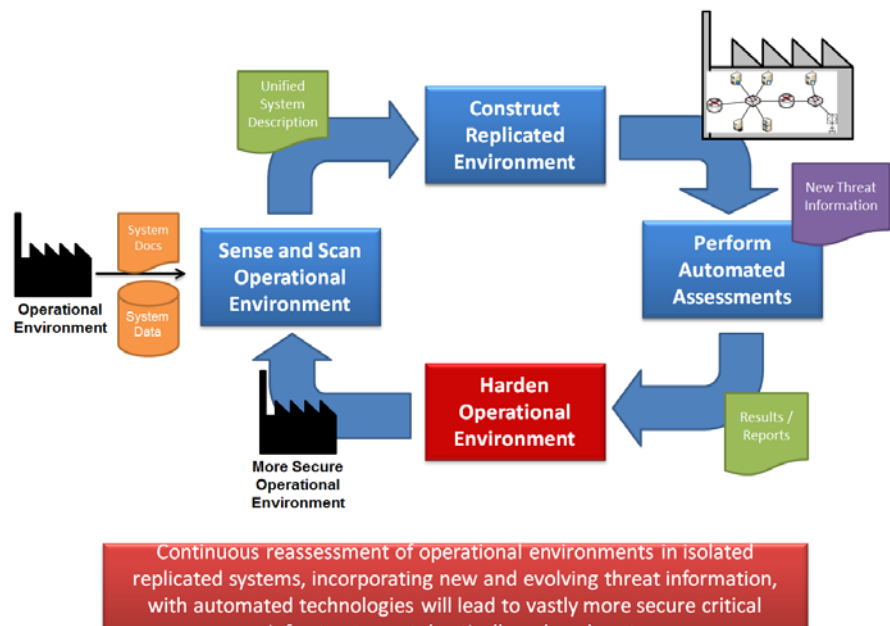 Unified
System
Description
Construct
Replicated
Environment
New Threat
Information
System
Docs
System
Data
Operational
Environment
Sense and Scan
Operational
Environment
Perform
Automated
Assessments
Harden
Operational
Environment
Results /
Reports
More Secure
Operational
Environment
Continuous reassessment of operational environments in isolated
replicated systems, incorporating new and evolving threat information,
with automated technologies will lead to vastly more secure critical